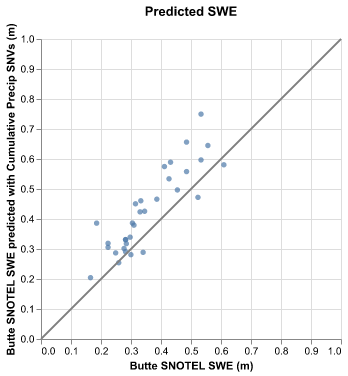 Predicted SWE
Butte SNOTEL SWE predicted with Cumulative Precip SNVs (m)
1.0
0.9
0.8
0.7
0.6
0.5
0.4
0.3
0.2
0.1
0.0
0.0 0.1 0.2 0.3 0.4 0.5 0.6 0.7 0.8 0.9 1.0
Butte SNOTEL SWE (m)